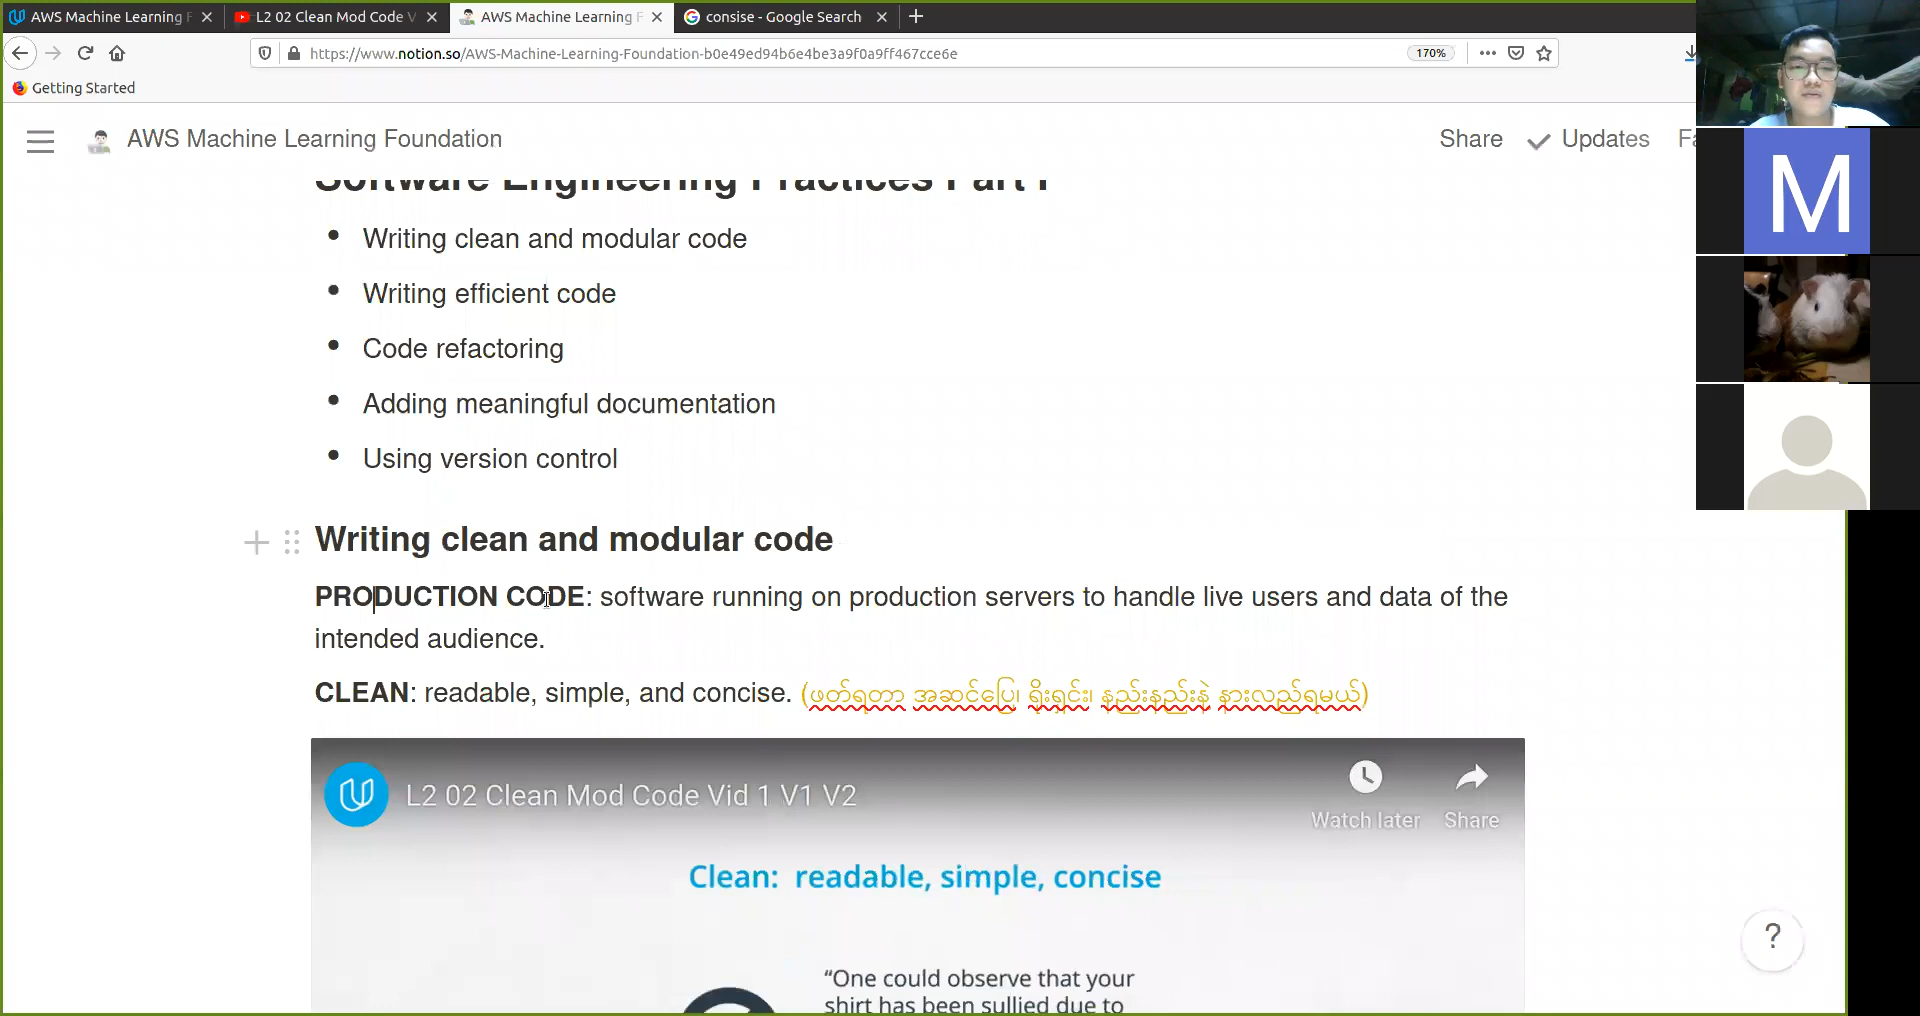 AWS Machine Learning F
L2 02 Clean Mod Code V
AWS Machine Learning F
consise - Google Search
https://www.notion.so/AWS-Machine-Learning-Foundation-b0e49ed94b6e4be3a9f0a9ff467cce6e
170%
Getting Started
AWS Machine Learning Foundation
Share
Updates
Fa
Software Engineering Practices Part I
• Writing clean and modular code
• Writing efficient code
• Code refactoring
• Adding meaningful documentation
• Using version control
Writing clean and modular code
PRODUCTION CODE: software running on production servers to handle live users and data of the
intended audience.
CLEAN: readable, simple, and concise. (ဖတ်ရတာ အဆင်ပြေ၊ ရိုးရှင်း၊ နည်းနည်းနဲ့ နားလည်ရမယ်)
L2 02 Clean Mod Code Vid 1 V1 V2
Watch later
Share
Clean: readable, simple, concise
“One could observe that your
shirt has been sullied due to
M
?